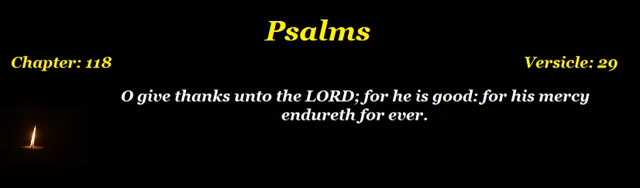 Psalms
Chapter: 118
Versicle: 29
O give thanks unto the LORD; for he is good: for his mercy
endureth for ever.